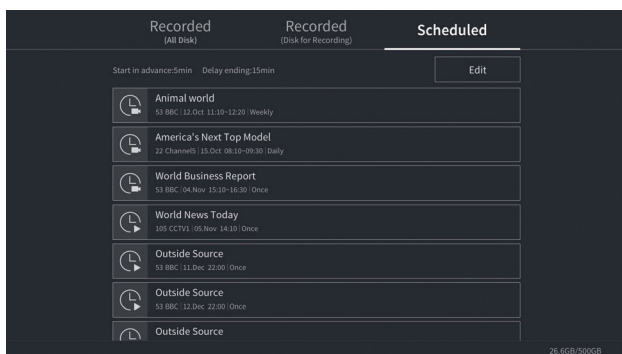 Recorded
(All Disk)
Recorded
(Disk for Recording)
Scheduled
Start in advance:5min Delay ending:15min
Edit
Animal world
53 BBC | 12.Oct 11:10~12:20 | Weekly
America's Next Top Model
22 Channel5 | 15.Oct 08:10~09:30 | Daily
World Business Report
53 BBC | 04.Nov 15:10~16:30 | Once
World News Today
105 CCTV1 | 05.Nov 14:10 | Once
Outside Source
53 BBC | 11.Dec 22:00 | Once
Outside Source
53 BBC | 12.Dec 22:00 | Once
Outside Source
26.6GB/500GB